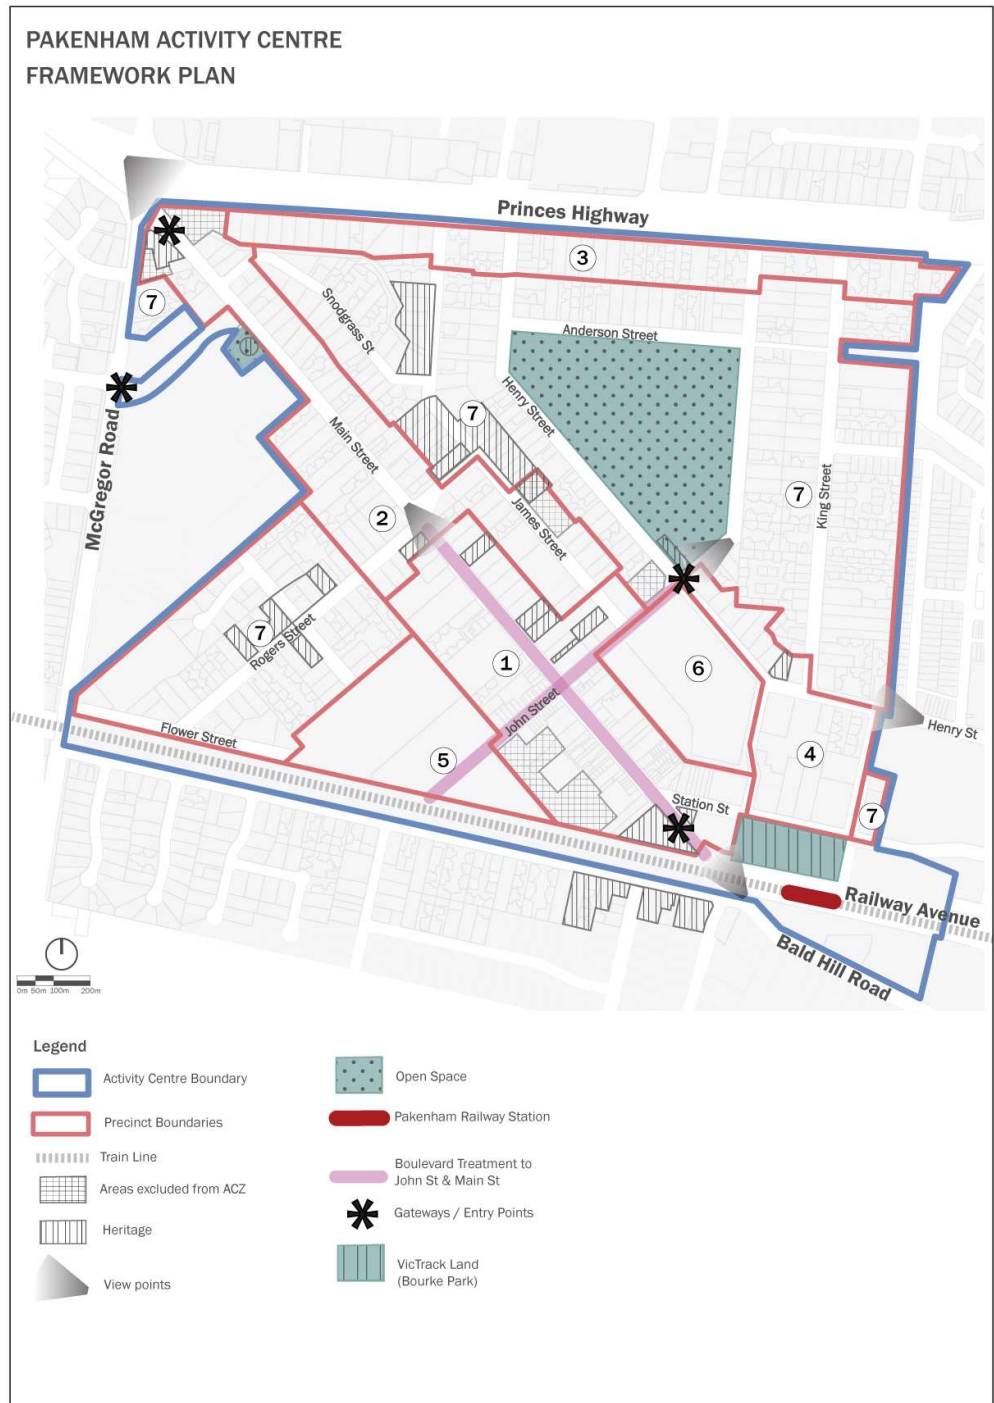 PAKENHAM ACTIVITY CENTRE
FRAMEWORK PLAN
Princes Highway
3
7
Snodgrass St
Anderson Street
Henry Street
7
Main Street
McGregor Road
7
King Street
2
James Street
7
Rogers Street
1
6
John Street
Henry St
Flower Street
5
4
Station St
7
Railway Avenue
Bald Hill Road
0m 50m 100m 200m
Legend
Activity Centre Boundary
Precinct Boundaries
Train Line
Areas excluded from ACZ
Heritage
View points
Open Space
Pakenham Railway Station
Boulevard Treatment to
John St & Main St
Gateways / Entry Points
VicTrack Land
(Bourke Park)